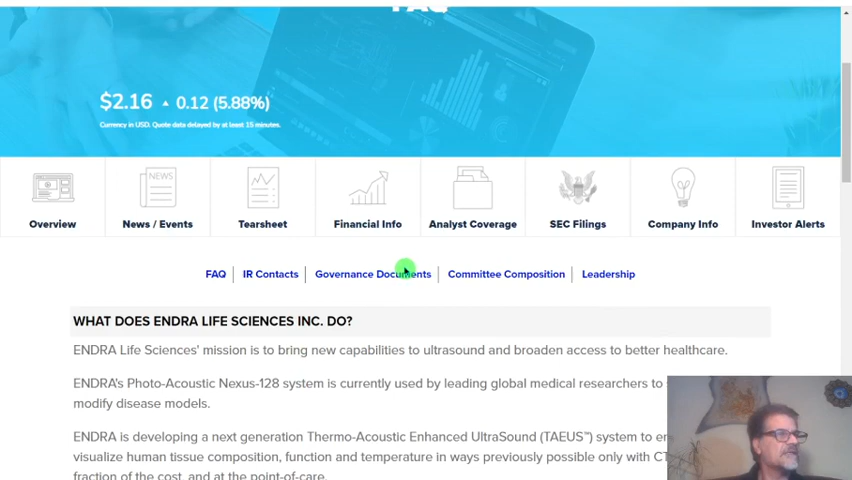 FAQ
$2.16 0.12 (5.88%)
Currency in USD. Quote data delayed by at least 15 minutes.
NEWS
Overview News / Events Tearsheet Financial Info Analyst Coverage SEC Filings Company Info Investor Alerts
FAQ IR Contacts Governance Documents Committee Composition Leadership
WHAT DOES ENDRA LIFE SCIENCES INC. DO?
ENDRA Life Sciences' mission is to bring new capabilities to ultrasound and broaden access to better healthcare.
ENDRA's Photo-Acoustic Nexus-128 system is currently used by leading global medical researchers to
modify disease models.
ENDRA is developing a next generation Thermo-Acoustic Enhanced UltraSound (TAEUS™) system to
visualize human tissue composition, function and temperature in ways previously possible only with
fraction of the cost, and at the point-of-care.